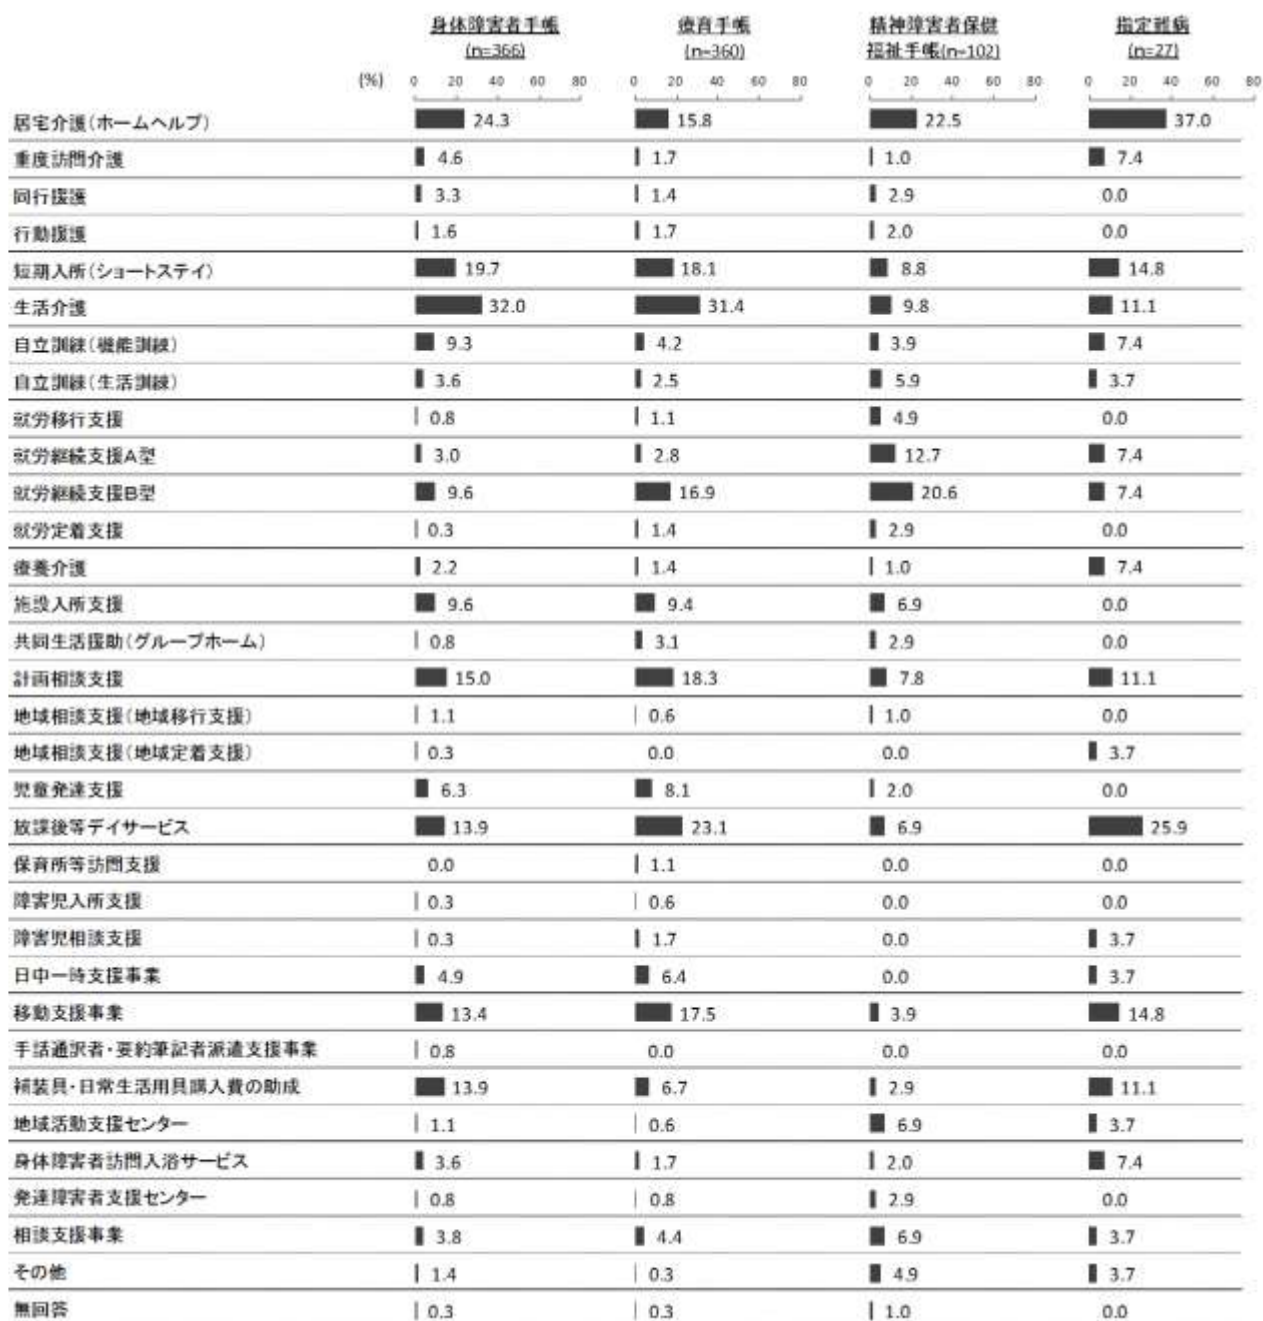 身体障害者手帳 療育手帳 精神障害者保健 指定難病
(n=366) (n=360) 福祉手帳(n=102) (n=27)
(%) 0 20 40 60 80 0 20 40 60 80 0 20 40 60 80 0 20 40 60 80
居宅介護(ホームヘルプ) 24.3 15.8 22.5 37.0
重度訪問介護 4.6 1.7 1.0 7.4
同行援護 3.3 1.4 2.9 0.0
行動援護 1.6 1.7 2.0 0.0
短期入所(ショートステイ) 19.7 18.1 8.8 14.8
生活介護 32.0 31.4 9.8 11.1
自立訓練(機能訓練) 9.3 4.2 3.9 7.4
自立訓練(生活訓練) 3.6 2.5 5.9 3.7
就労移行支援 0.8 1.1 4.9 0.0
就労継続支援A型 3.0 2.8 12.7 7.4
就労継続支援B型 9.6 16.9 20.6 7.4
就労定着支援 0.3 1.4 2.9 0.0
療養介護 2.2 1.4 1.0 7.4
施設入所支援 9.6 9.4 6.9 0.0
共同生活援助(グループホーム) 0.8 3.1 2.9 0.0
計画相談支援 15.0 18.3 7.8 11.1
地域相談支援(地域移行支援) 1.1 0.6 1.0 0.0
地域相談支援(地域定着支援) 0.3 0.0 0.0 3.7
児童発達支援 6.3 8.1 2.0 0.0
放課後等デイサービス 13.9 23.1 6.9 25.9
保育所等訪問支援 0.0 1.1 0.0 0.0
障害児入所支援 0.3 0.6 0.0 0.0
障害児相談支援 0.3 1.7 0.0 3.7
日中一時支援事業 4.9 6.4 0.0 3.7
移動支援事業 13.4 17.5 3.9 14.8
手話通訳者・要約筆記者派遣支援事業 0.8 0.0 0.0 0.0
補装具・日常生活用具購入費の助成 13.9 6.7 2.9 11.1
地域活動支援センター 1.1 0.6 6.9 3.7
身体障害者訪問入浴サービス 3.6 1.7 2.0 7.4
発達障害者支援センター 0.8 0.8 2.9 0.0
相談支援事業 3.8 4.4 6.9 3.7
その他 1.4 0.3 4.9 3.7
無回答 0.3 0.3 1.0 0.0